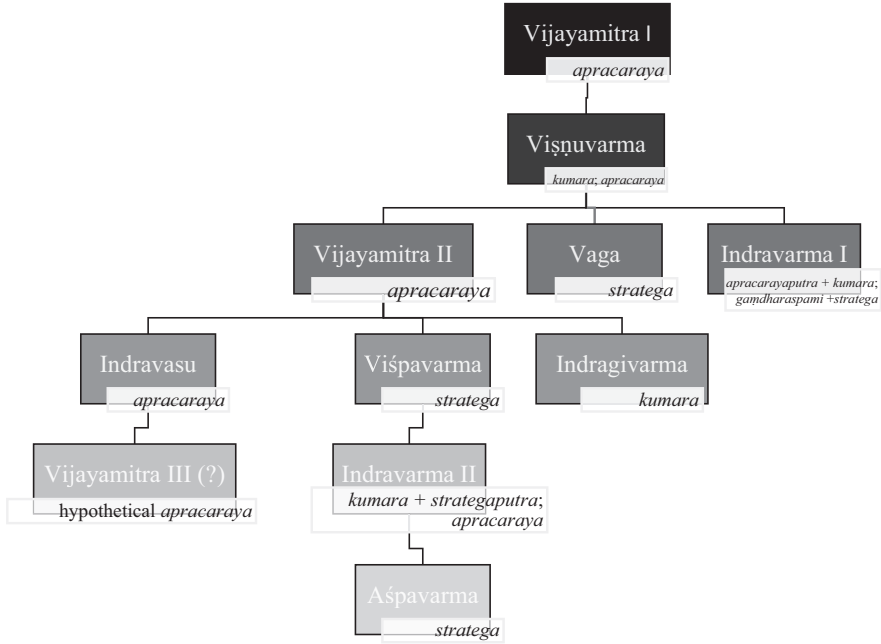 Vijayamitra I
apracaraya
Viṣṇuvarma
kumara; apracaraya
Vijayamitra II
apracaraya
Vaga
stratega
Indravarma I
apracarayaputra + kumara;
gaṃdharaspami +stratega
Indravasu
apracaraya
Viśpavarma
stratega
Indragivarma
kumara
Vijayamitra III (?)
hypothetical apracaraya
Indravarma II
kumara + strategaputra;
apracaraya
Aśpavarma
stratega